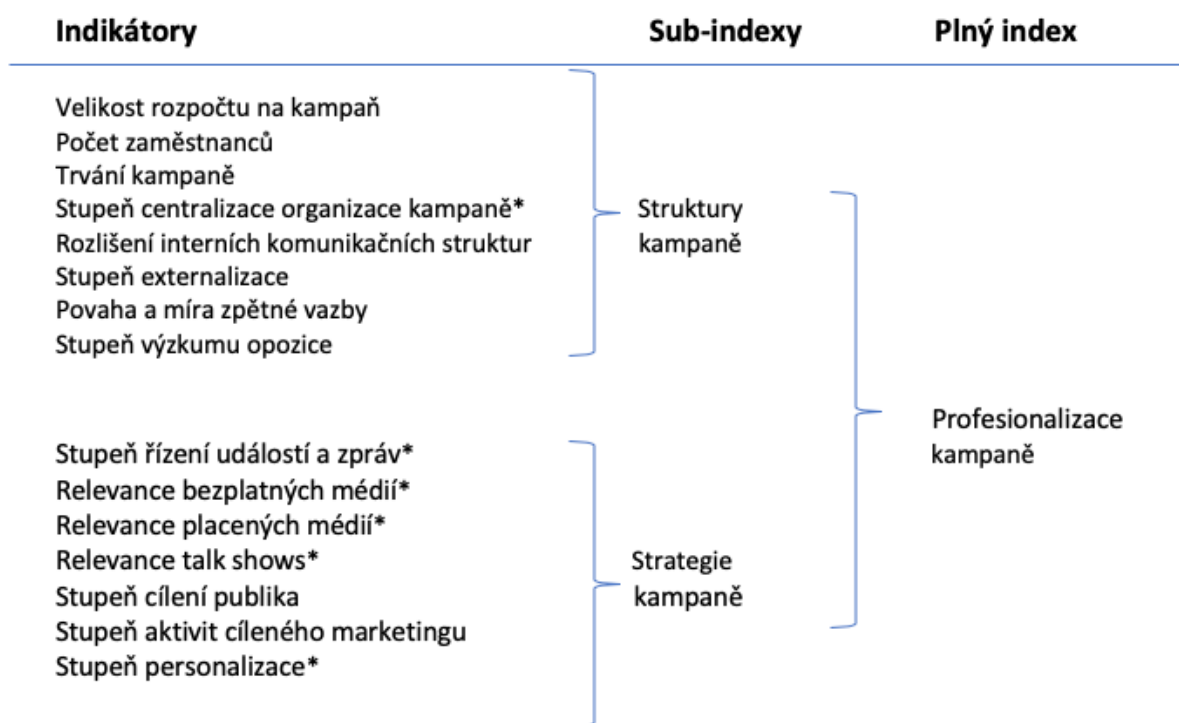 Indikátory Sub-indexy Plný index
Velikost rozpočtu na kampaň
Počet zaměstnanců
Trvání kampaně
Stupeň centralizace organizace kampaně*
Rozlišení interních komunikačních struktur
Stupeň externalizace
Povaha a míra zpětné vazby
Stupeň výzkumu opozice
Struktury
kampaně
Stupeň řízení událostí a zpráv*
Relevance bezplatných médií*
Relevance placených médií*
Relevance talk shows*
Stupeň cílení publika
Stupeň aktivit cíleného marketingu
Stupeň personalizace*
Strategie
kampaně
Profesionalizace
kampaně